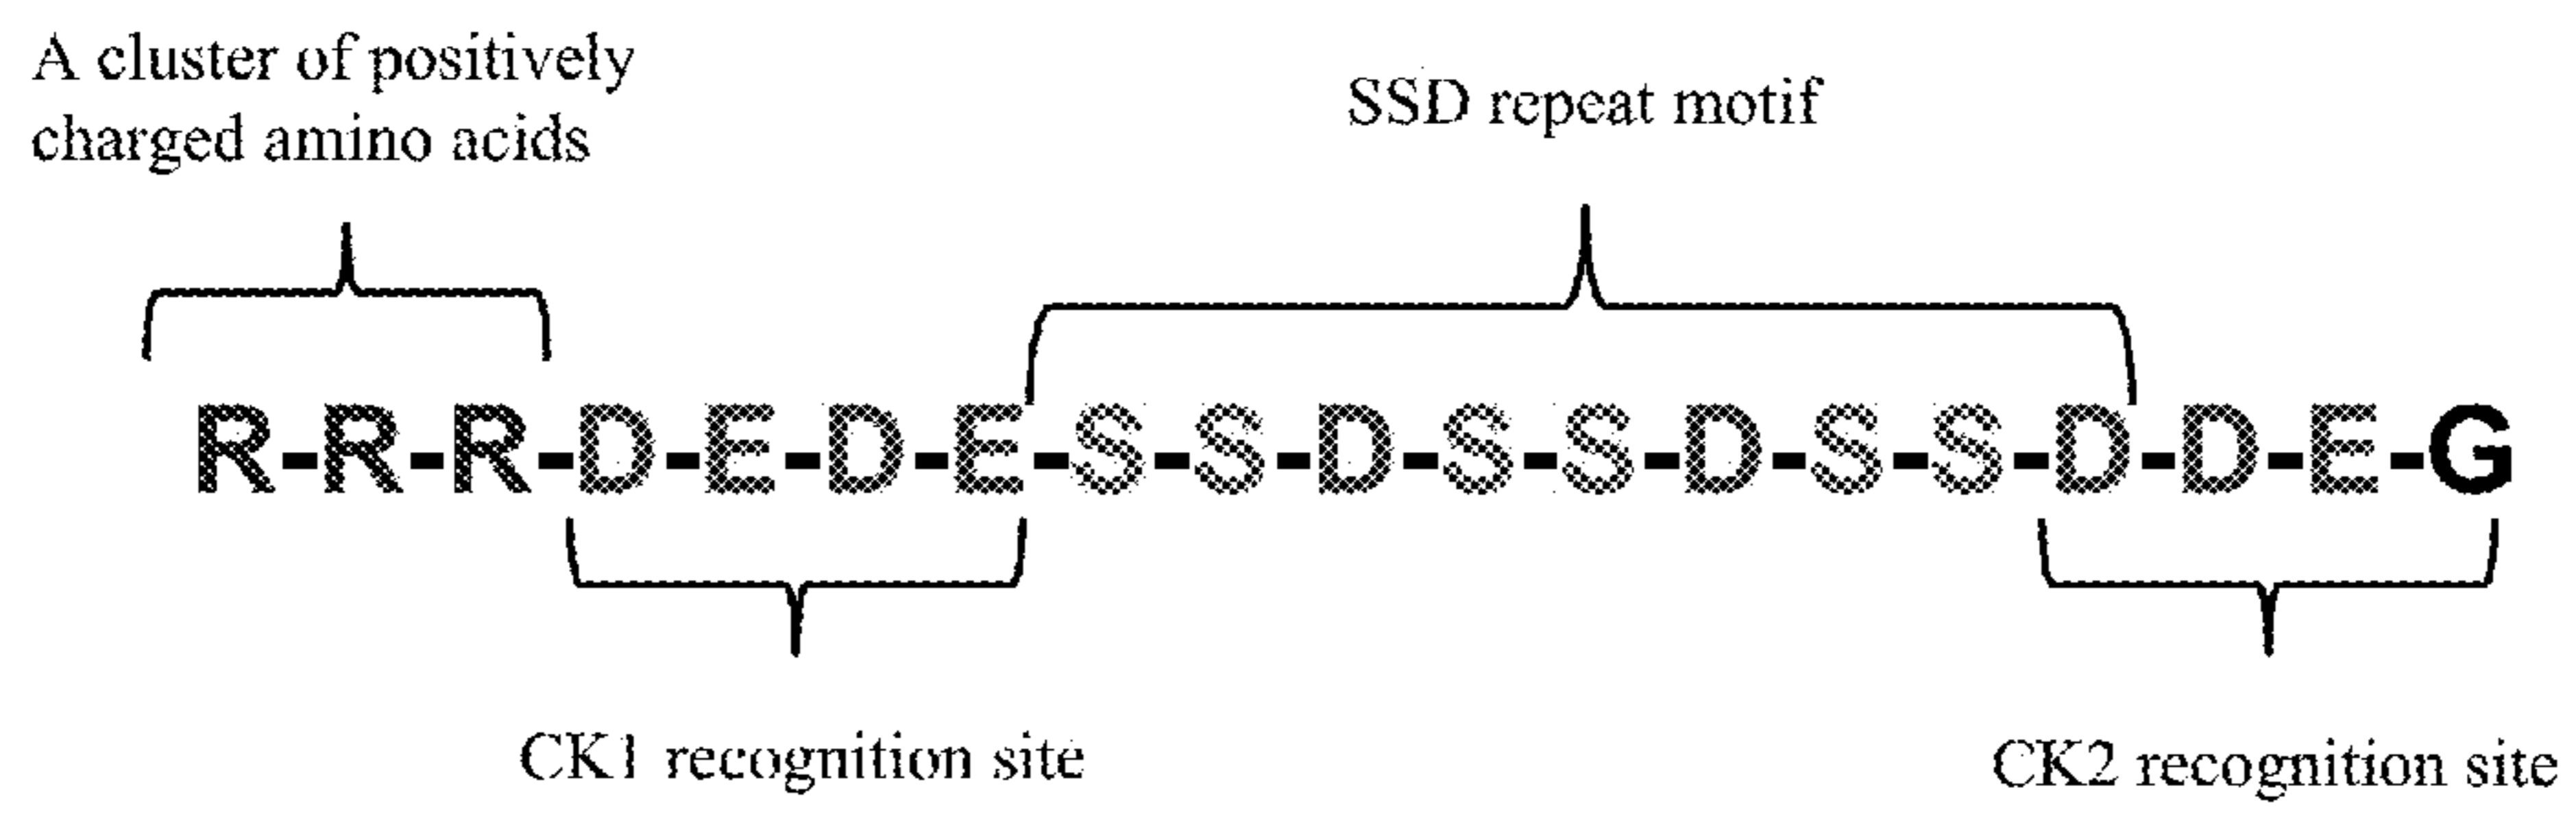 A cluster of positively
charged amino acids
SSD repeat motif
R-R-R-D-E-D-E-S-S-D-S-S-D-S-S-D-D-E-G
CK1 recognition site
CK2 recognition site